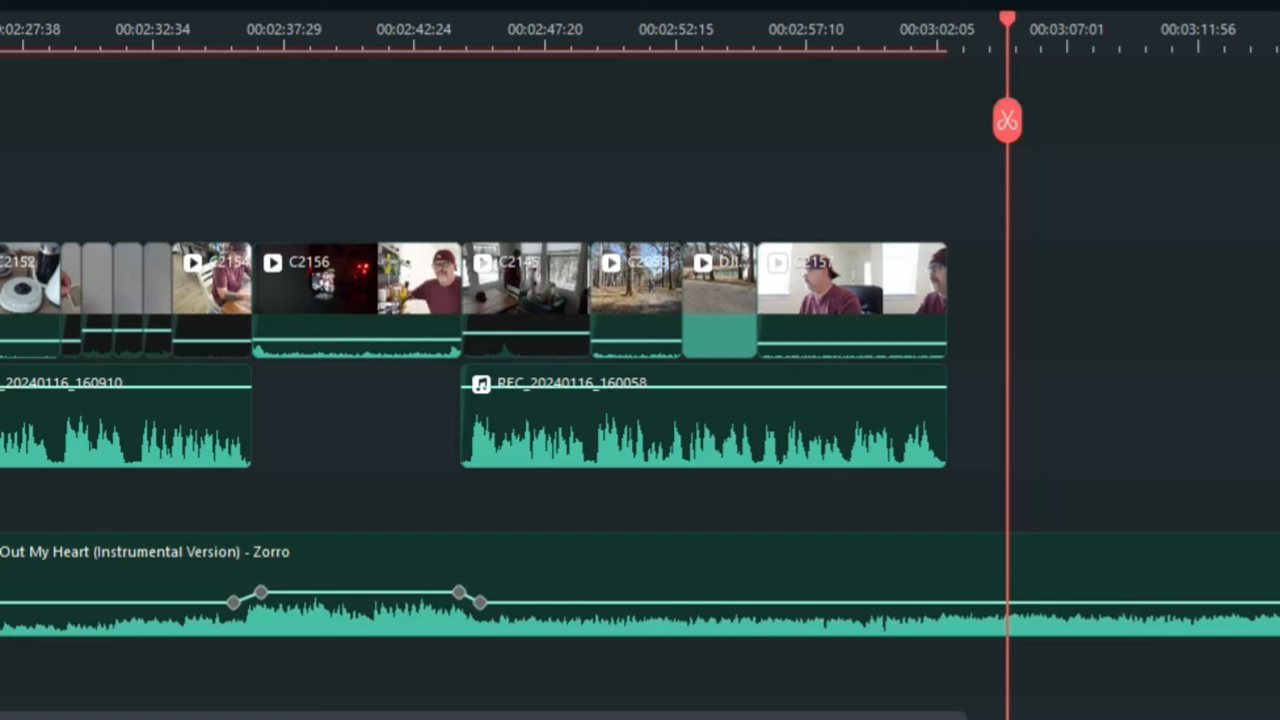 0:02:27:38 00:02:32:34 00:02:37:29 00:02:42:24 00:02:47:20 00:02:52:15 00:02:57:10 00:03:02:05 00:03:07:01 00:03:11:56
C2152 C2154 C2156 C2145 DJI... C2157
_20240116_160910 REC_20240116_160058
Out My Heart (Instrumental Version) - Zorro